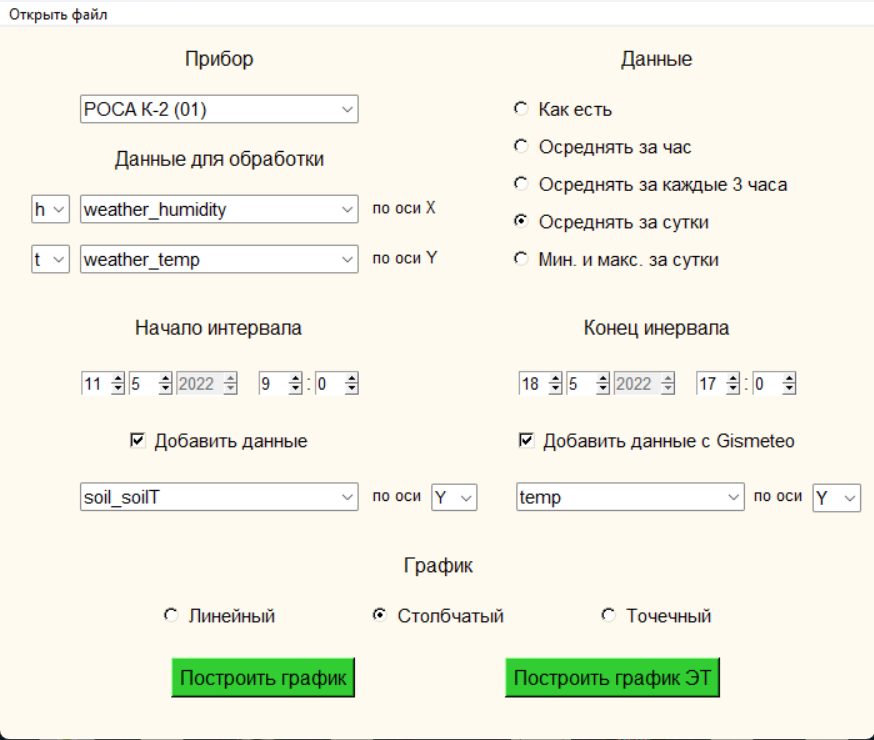 Открыть файл
Прибор
РОСА К-2 (01)
Данные для обработки
h weather_humidity по оси X
t weather_temp по оси Y
Данные
Как есть
Осреднять за час
Осреднять за каждые 3 часа
Осреднять за сутки
Мин. и макс. за сутки
Начало интервала
11 5 2022 9 : 0
Конец инервала
18 5 2022 17 : 0
Добавить данные
soil_soilT по оси Y
Добавить данные с Gismeteo
temp по оси Y
График
Линейный Столбчатый Точечный
Построить график Построить график ЭТ